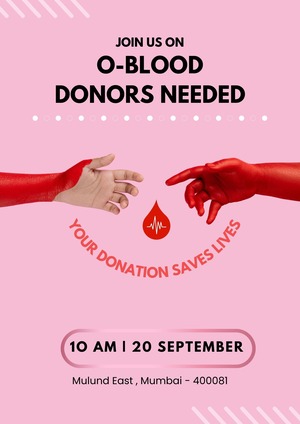 JOIN US ON
O-BLOOD
DONORS NEEDED
YOUR DONATION SAVES LIVES
10 AM | 20 SEPTEMBER
Mulund East , Mumbai - 400081